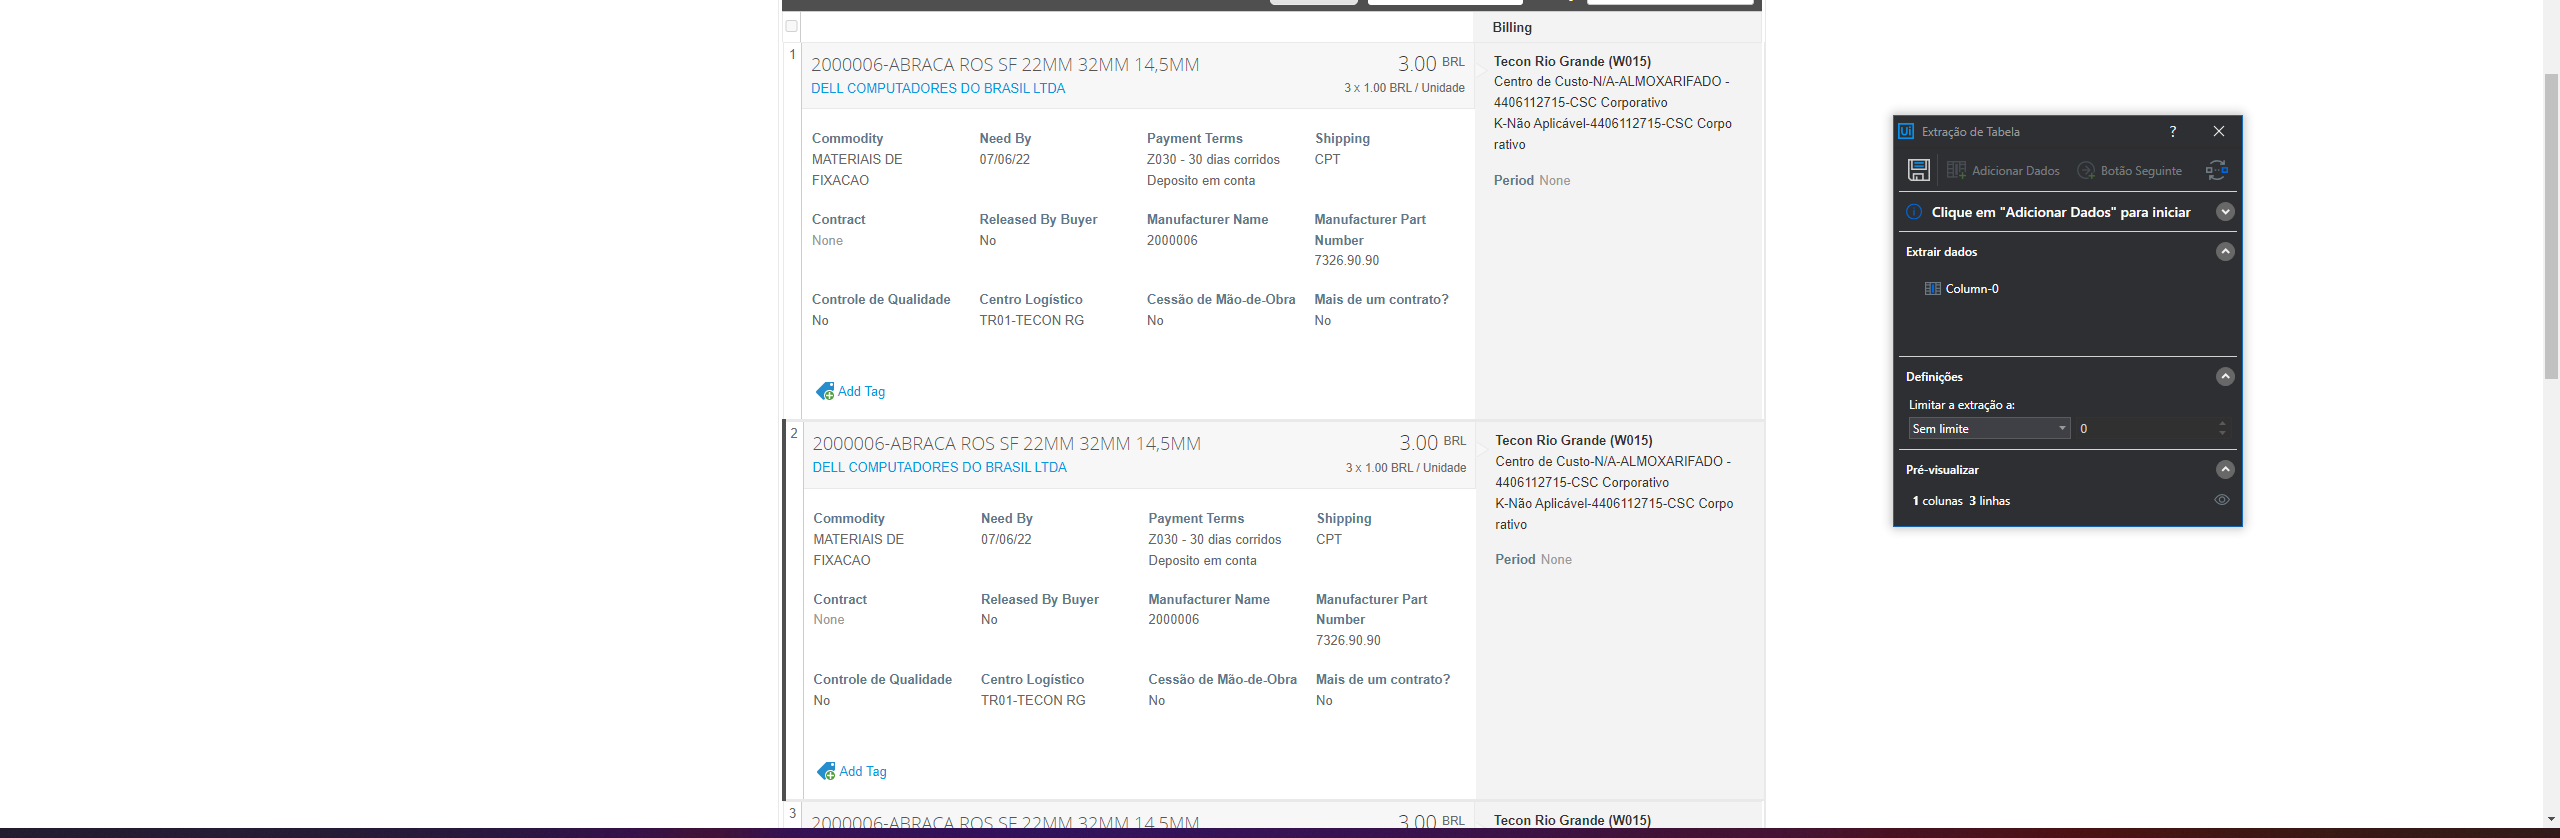 Billing
1
2000006-ABRACA ROS SF 22MM 32MM 14,5MM
3.00 BRL
DELL COMPUTADORES DO BRASIL LTDA
3 x 1.00 BRL / Unidade
Commodity
MATERIAIS DE
FIXACAO
Need By
07/06/22
Payment Terms
Z030 - 30 dias corridos
Deposito em conta
Shipping
CPT
Contract
None
Released By Buyer
No
Manufacturer Name
2000006
Manufacturer Part
Number
7326.90.90
Controle de Qualidade
No
Centro Logístico
TR01-TECON RG
Cessão de Mão-de-Obra
No
Mais de um contrato?
No
Add Tag
Tecon Rio Grande (W015)
Centro de Custo-N/A-ALMOXARIFADO -
4406112715-CSC Corporativo
K-Não Aplicável-4406112715-CSC Corpo
rativo
Period None
2
2000006-ABRACA ROS SF 22MM 32MM 14,5MM
3.00 BRL
DELL COMPUTADORES DO BRASIL LTDA
3 x 1.00 BRL / Unidade
Commodity
MATERIAIS DE
FIXACAO
Need By
07/06/22
Payment Terms
Z030 - 30 dias corridos
Deposito em conta
Shipping
CPT
Contract
None
Released By Buyer
No
Manufacturer Name
2000006
Manufacturer Part
Number
7326.90.90
Controle de Qualidade
No
Centro Logístico
TR01-TECON RG
Cessão de Mão-de-Obra
No
Mais de um contrato?
No
Add Tag
Tecon Rio Grande (W015)
Centro de Custo-N/A-ALMOXARIFADO -
4406112715-CSC Corporativo
K-Não Aplicável-4406112715-CSC Corpo
rativo
Period None
3
2000006-ABRACA ROS SF 22MM 32MM 14,5MM
3.00 BRL
Tecon Rio Grande (W015)
Ui Extração de Tabela ?
Adicionar Dados Botão Seguinte
Clique em "Adicionar Dados" para iniciar
Extrair dados
Column-0
Definições
Limitar a extração a:
Sem limite 0
Pré-visualizar
1 colunas 3 linhas